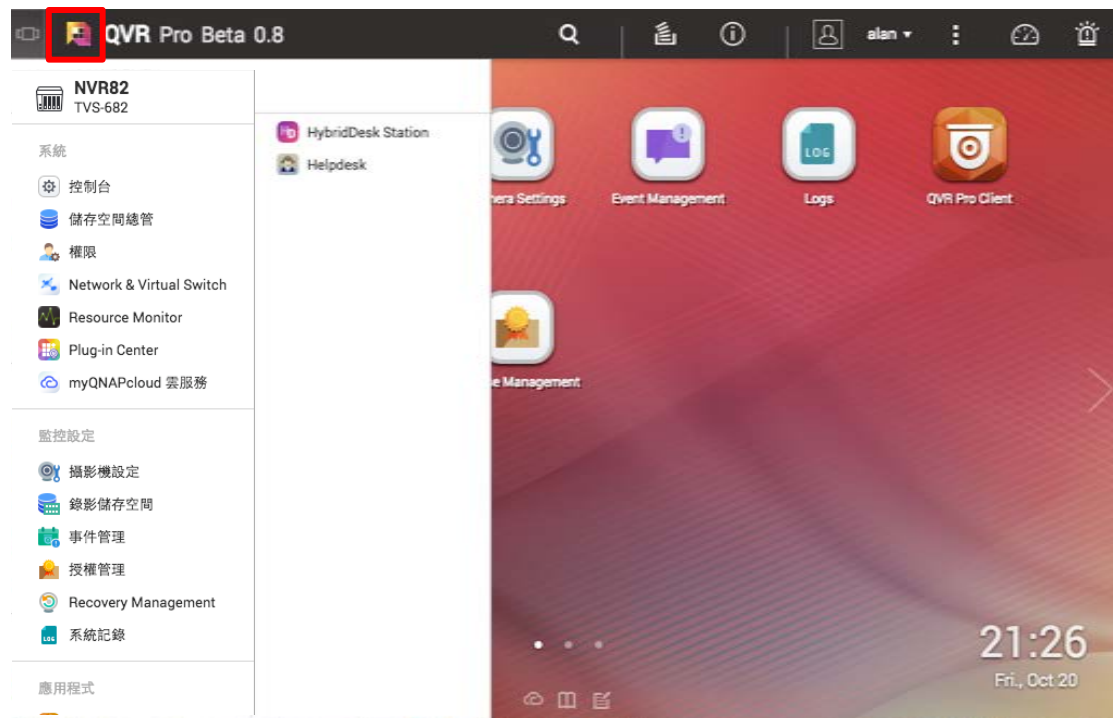 QVR Pro Beta 0.8
alan
NVR82
TVS-682
系統
控制台
儲存空間總管
權限
Network & Virtual Switch
Resource Monitor
Plug-in Center
myQNAPcloud 雲服務
監控設定
攝影機設定
錄影儲存空間
事件管理
授權管理
Recovery Management
系統記錄
應用程式
HybridDesk Station
Helpdesk
Settings
Event Management
LOG
Logs
QVR Pro Client
Management
21:26
Fri., Oct 20